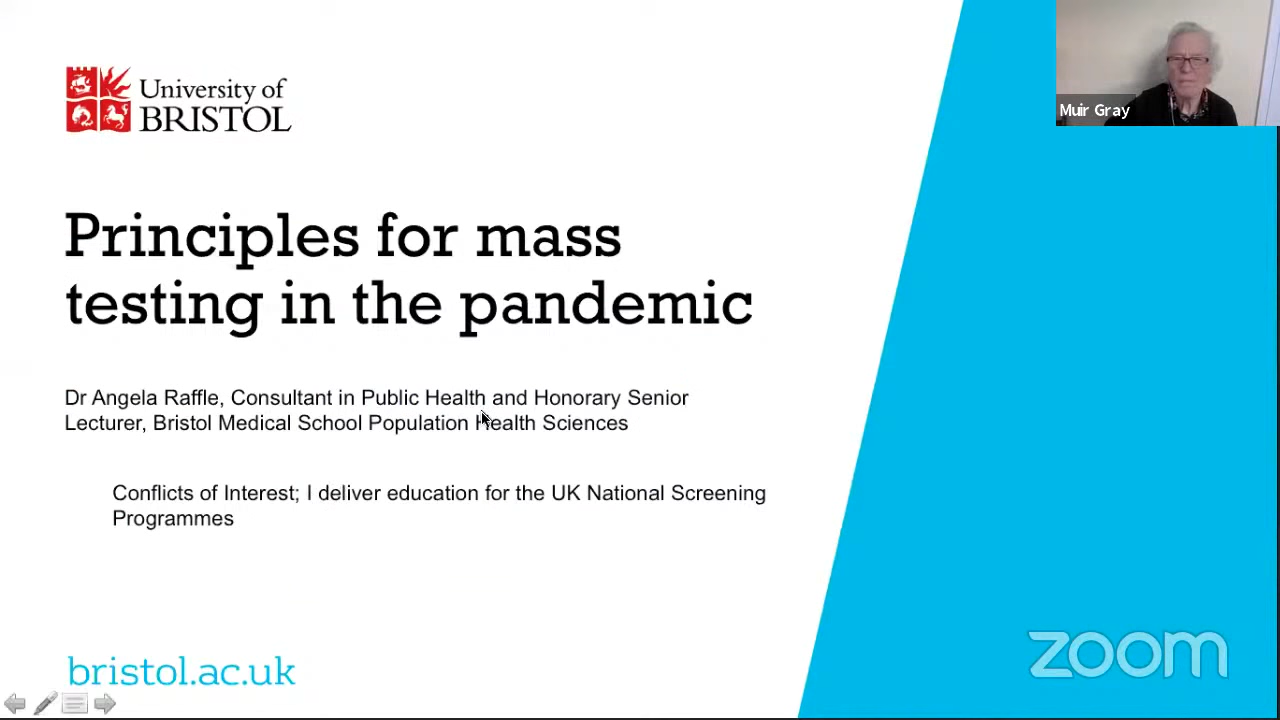 University of
BRISTOL
Muir Gray
Principles for mass
testing in the pandemic
Dr Angela Raffle, Consultant in Public Health and Honorary Senior
Lecturer, Bristol Medical School Population Health Sciences
Conflicts of Interest; I deliver education for the UK National Screening
Programmes
bristol.ac.uk
zoom